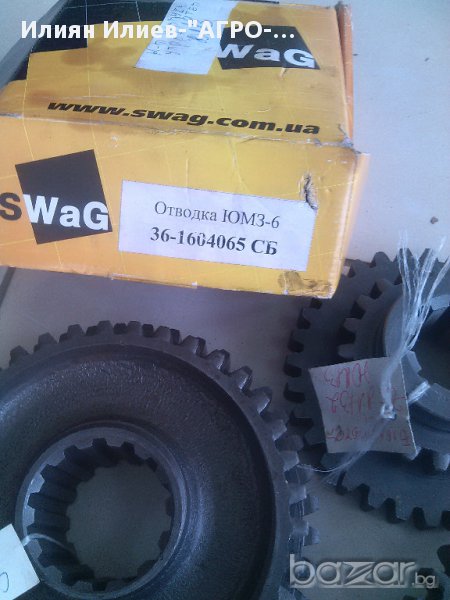 Илиян Илиев-"АГРО-...
SWaG
www.swag.com.ua
SWaG
Отводка ЮМЗ-6
36-1604065 СБ
bazar.bg